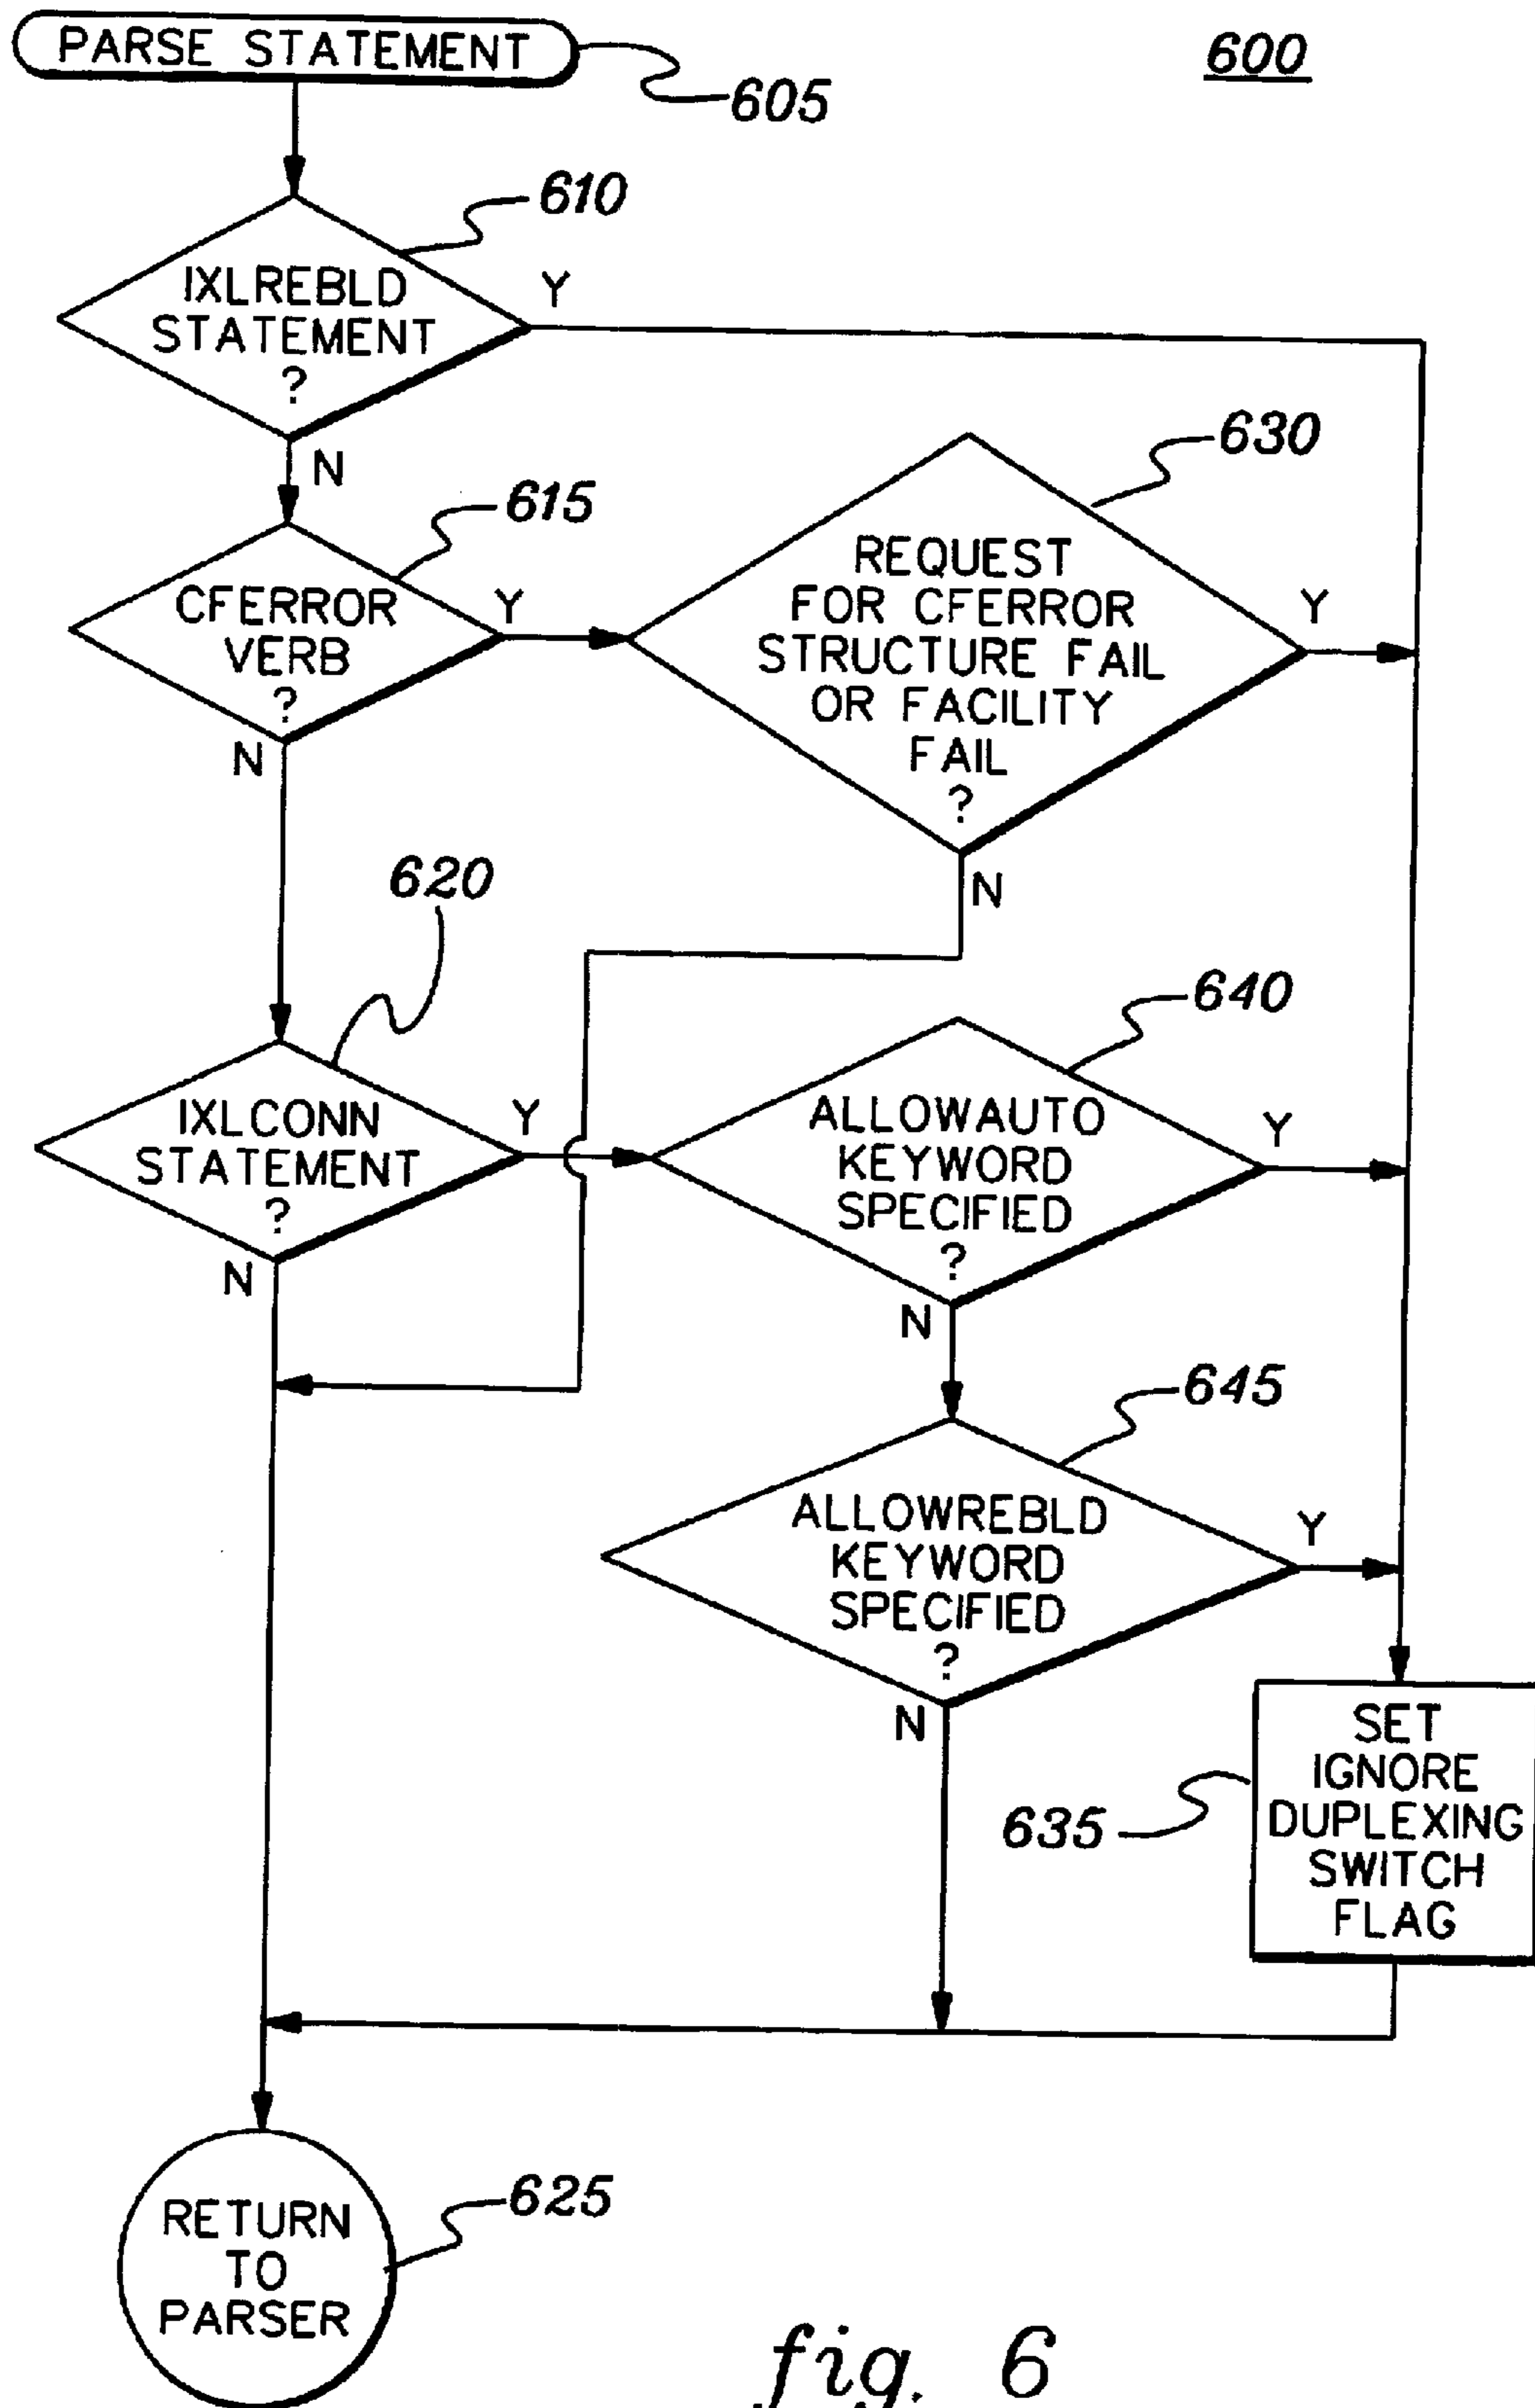 PARSE STATEMENT
600
605
610
IXLREBLD
STATEMENT
?
Y
N
615
CFERROR
VERB
?
Y
N
630
REQUEST
FOR CFERROR
STRUCTURE FAIL
OR FACILITY
FAIL
?
Y
N
620
IXLCONN
STATEMENT
?
Y
N
640
ALLOWAUTO
KEYWORD
SPECIFIED
?
Y
N
645
ALLOWREBLD
KEYWORD
SPECIFIED
?
Y
N
635
SET
IGNORE
DUPLEXING
SWITCH
FLAG
RETURN
TO
PARSER
625
fig. 6